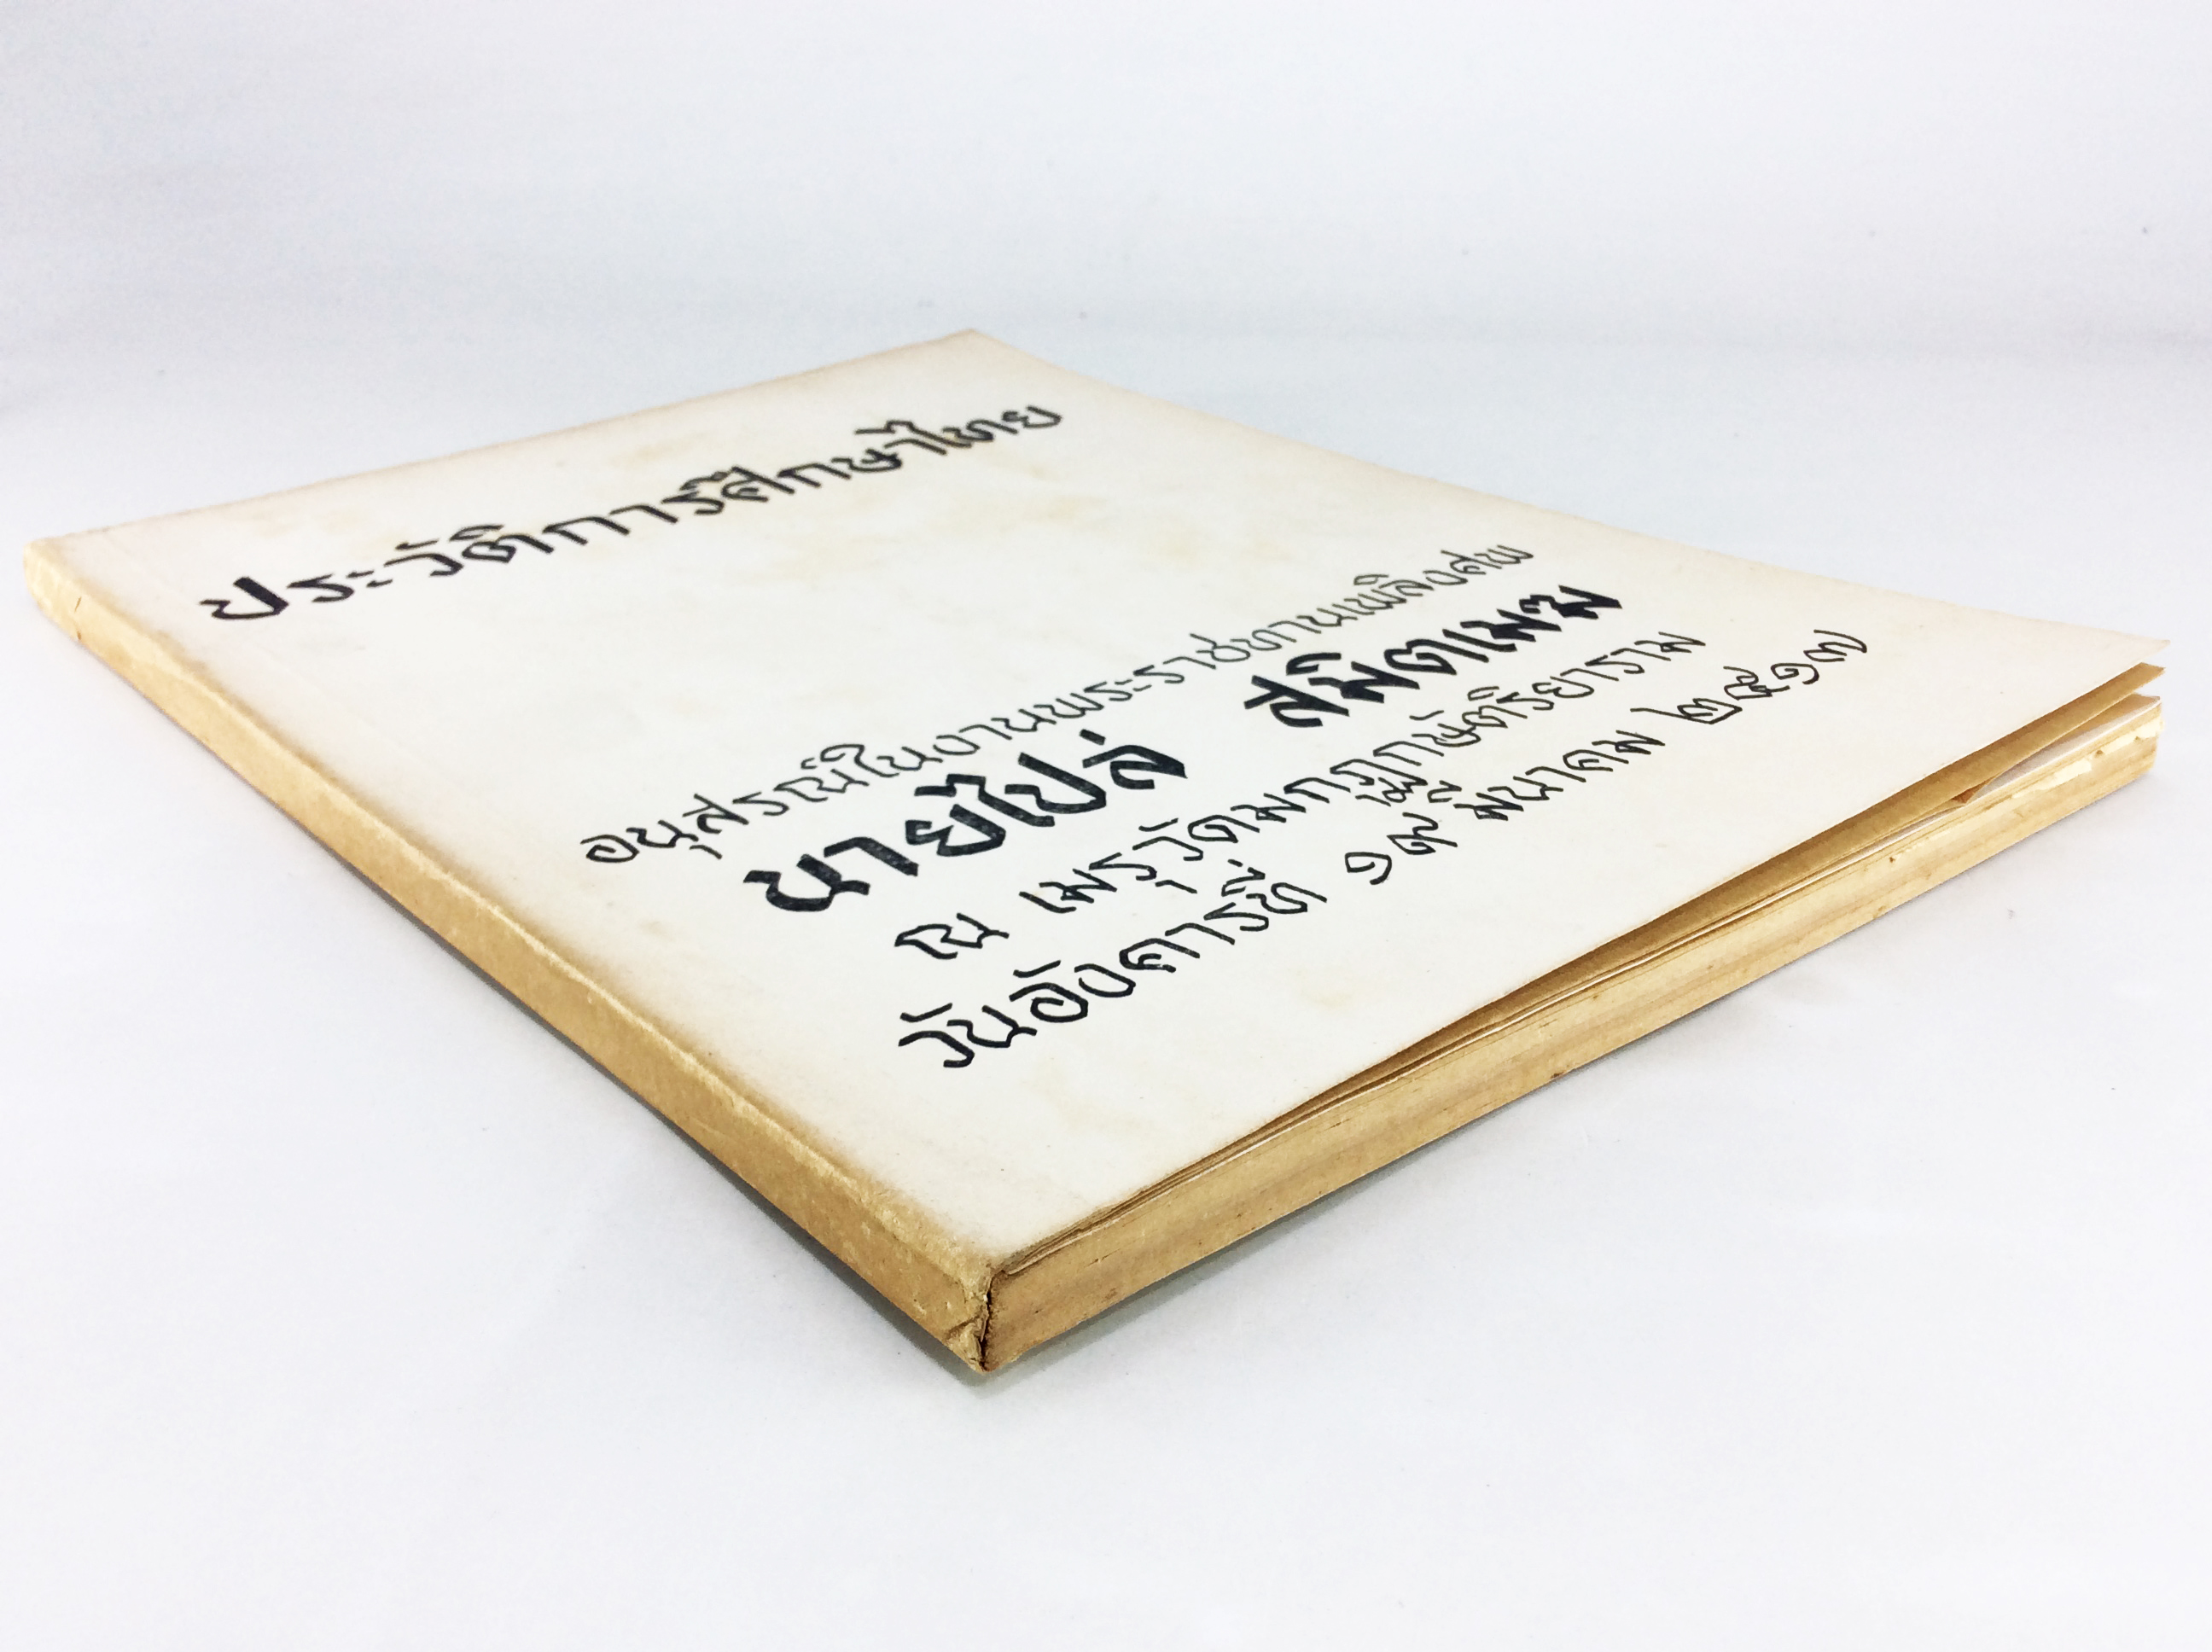 ประวัติการศึกษาไทย
อนุสรณ์ในงานพระราชทานเพลิงศพ
นายไปล่ สมิตเมฆ
ณ เมรุวัดมกุฏกษัตริยาราม
วันอังคารที่ ๑๙ มีนาคม ๒๕๑๗